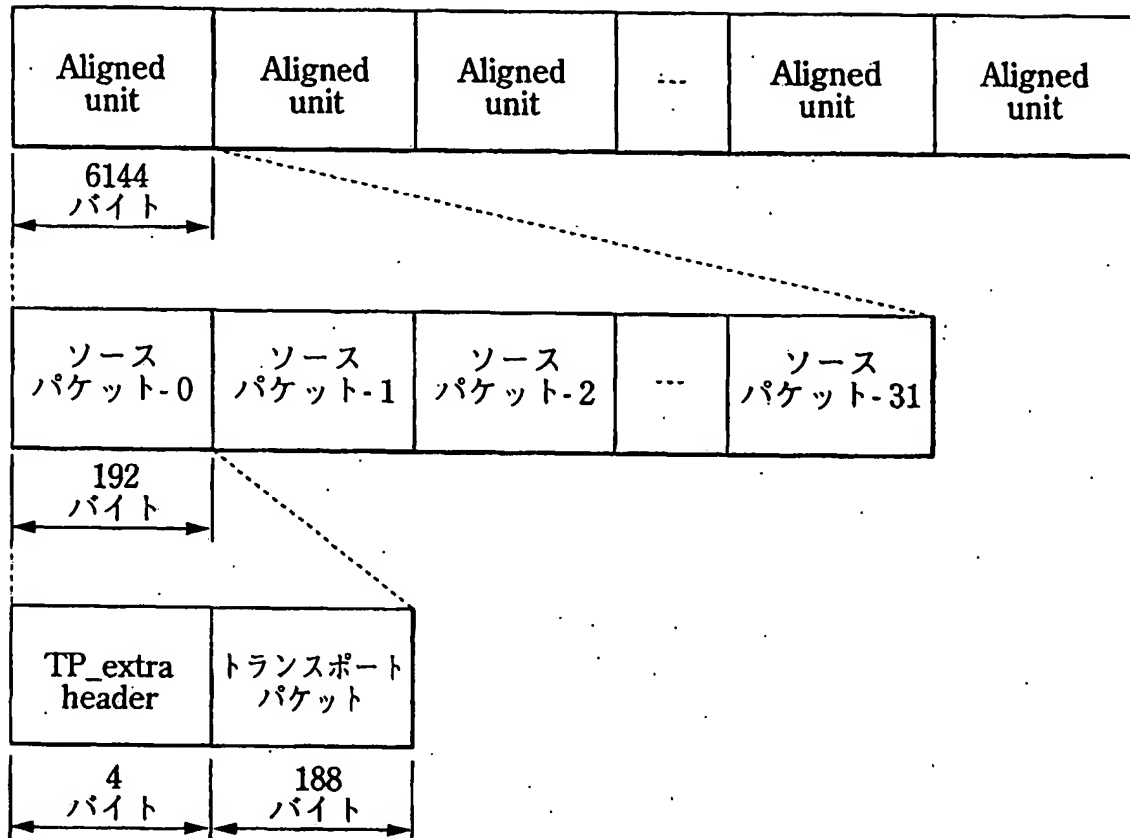 Aligned
unit
Aligned
unit
Aligned
unit
---
Aligned
unit
Aligned
unit
6144
バイト
ソース
パケット-0
ソース
パケット-1
ソース
パケット-2
---
ソース
パケット-31
192
バイト
TP_extra
header
トランスポート
パケット
4
バイト
188
バイト